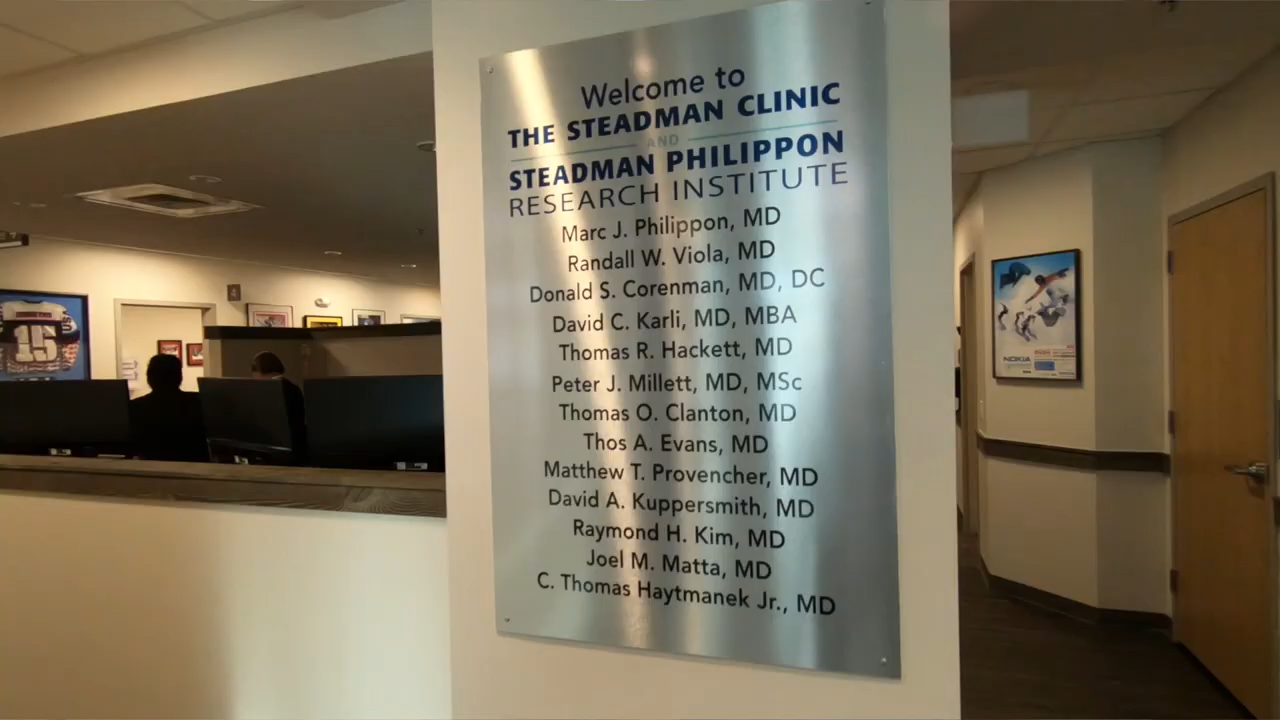 Welcome to
THE STEADMAN CLINIC
AND
STEADMAN PHILIPPON
RESEARCH INSTITUTE
Marc J. Philippon, MD
Randall W. Viola, MD
Donald S. Corenman, MD, DC
David C. Karli, MD, MBA
Thomas R. Hackett, MD
Peter J. Millett, MD, MSc
Thomas O. Clanton, MD
Thos A. Evans, MD
Matthew T. Provencher, MD
David A. Kuppersmith, MD
Raymond H. Kim, MD
Joel M. Matta, MD
C. Thomas Haytmanek Jr., MD
15
NOKIA